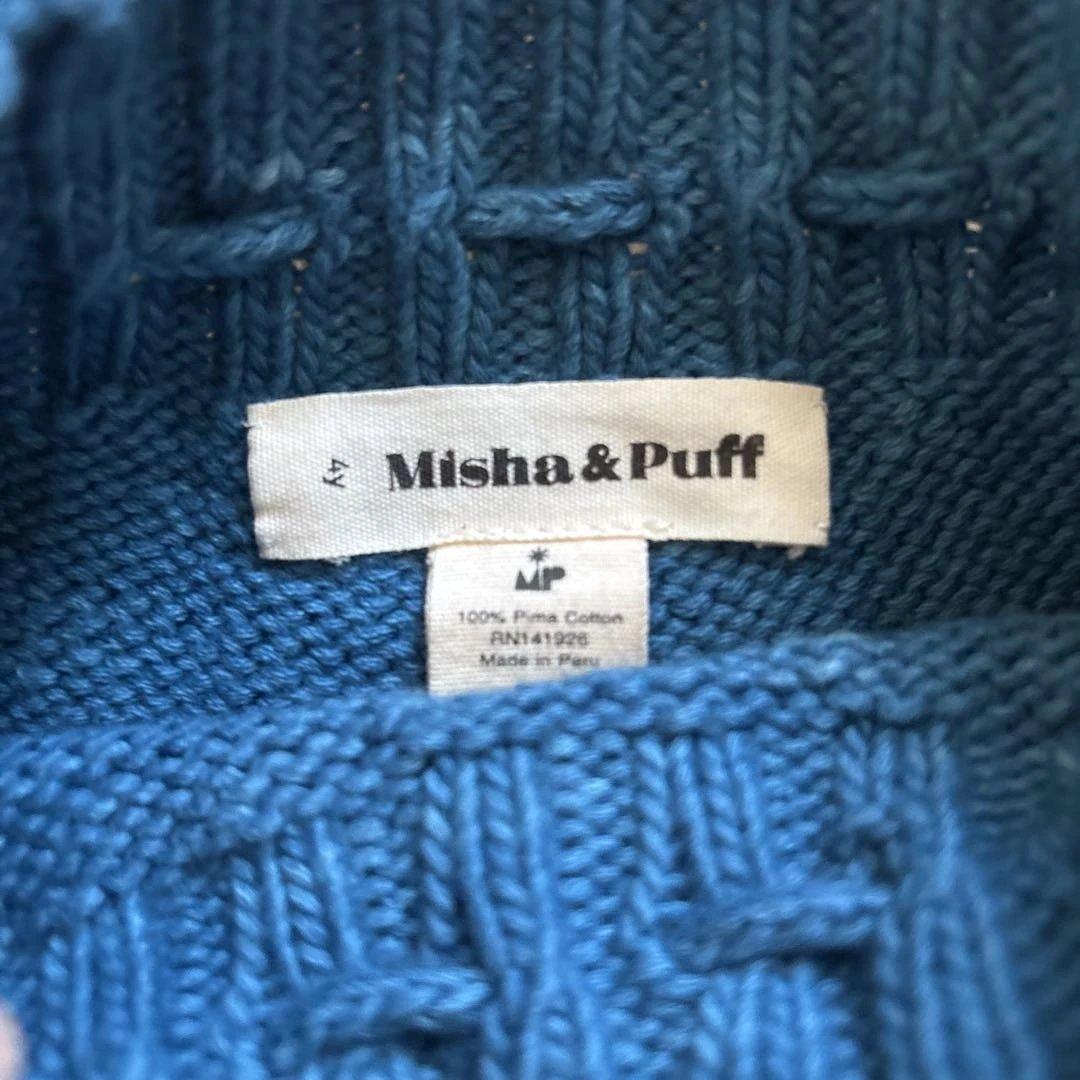 4Y
Misha & Puff
MP
100% Pima Cotton
RN141926
Made in Peru